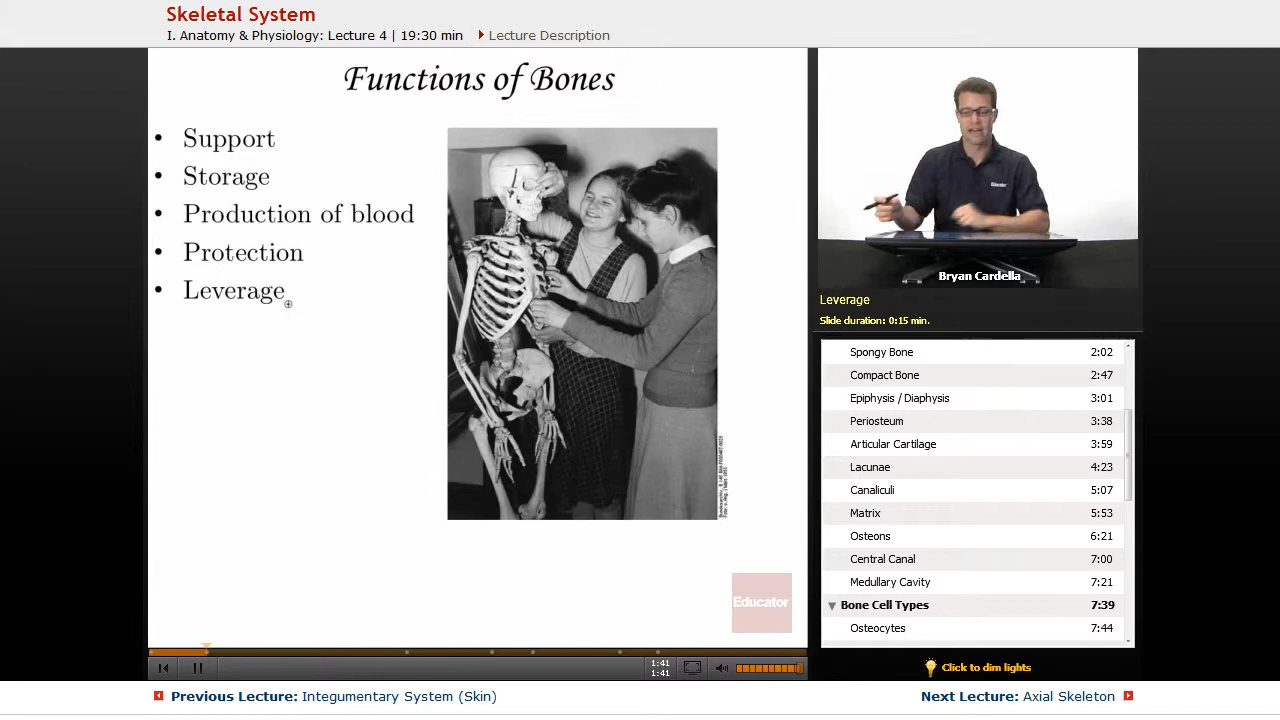 Skeletal System
I. Anatomy & Physiology: Lecture 4 | 19:30 min Lecture Description
Functions of Bones
• Support
• Storage
• Production of blood
• Protection
• Leverage
Educator
Educator
Bryan Cardella
Leverage
Slide duration: 0:15 min.
Spongy Bone 2:02
Compact Bone 2:47
Epiphysis / Diaphysis 3:01
Periosteum 3:38
Articular Cartilage 3:59
Lacunae 4:23
Canaliculi 5:07
Matrix 5:53
Osteons 6:21
Central Canal 7:00
Medullary Cavity 7:21
Bone Cell Types 7:39
Osteocytes 7:44
1:41
1:41
Click to dim lights
Previous Lecture: Integumentary System (Skin)
Next Lecture: Axial Skeleton